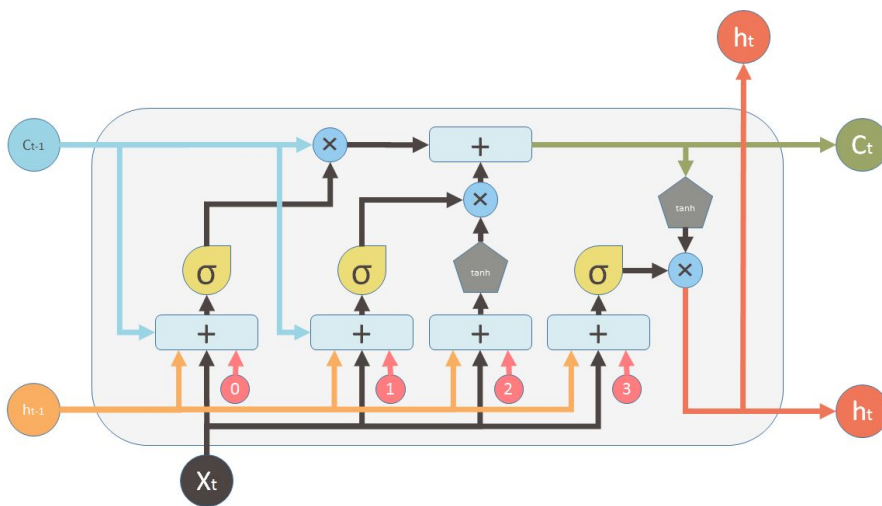 ht
Ct-1
×
+
Ct
tanh
×
σ
σ
tanh
σ
×
+
+
+
+
0
1
2
3
ht-1
ht
Xt